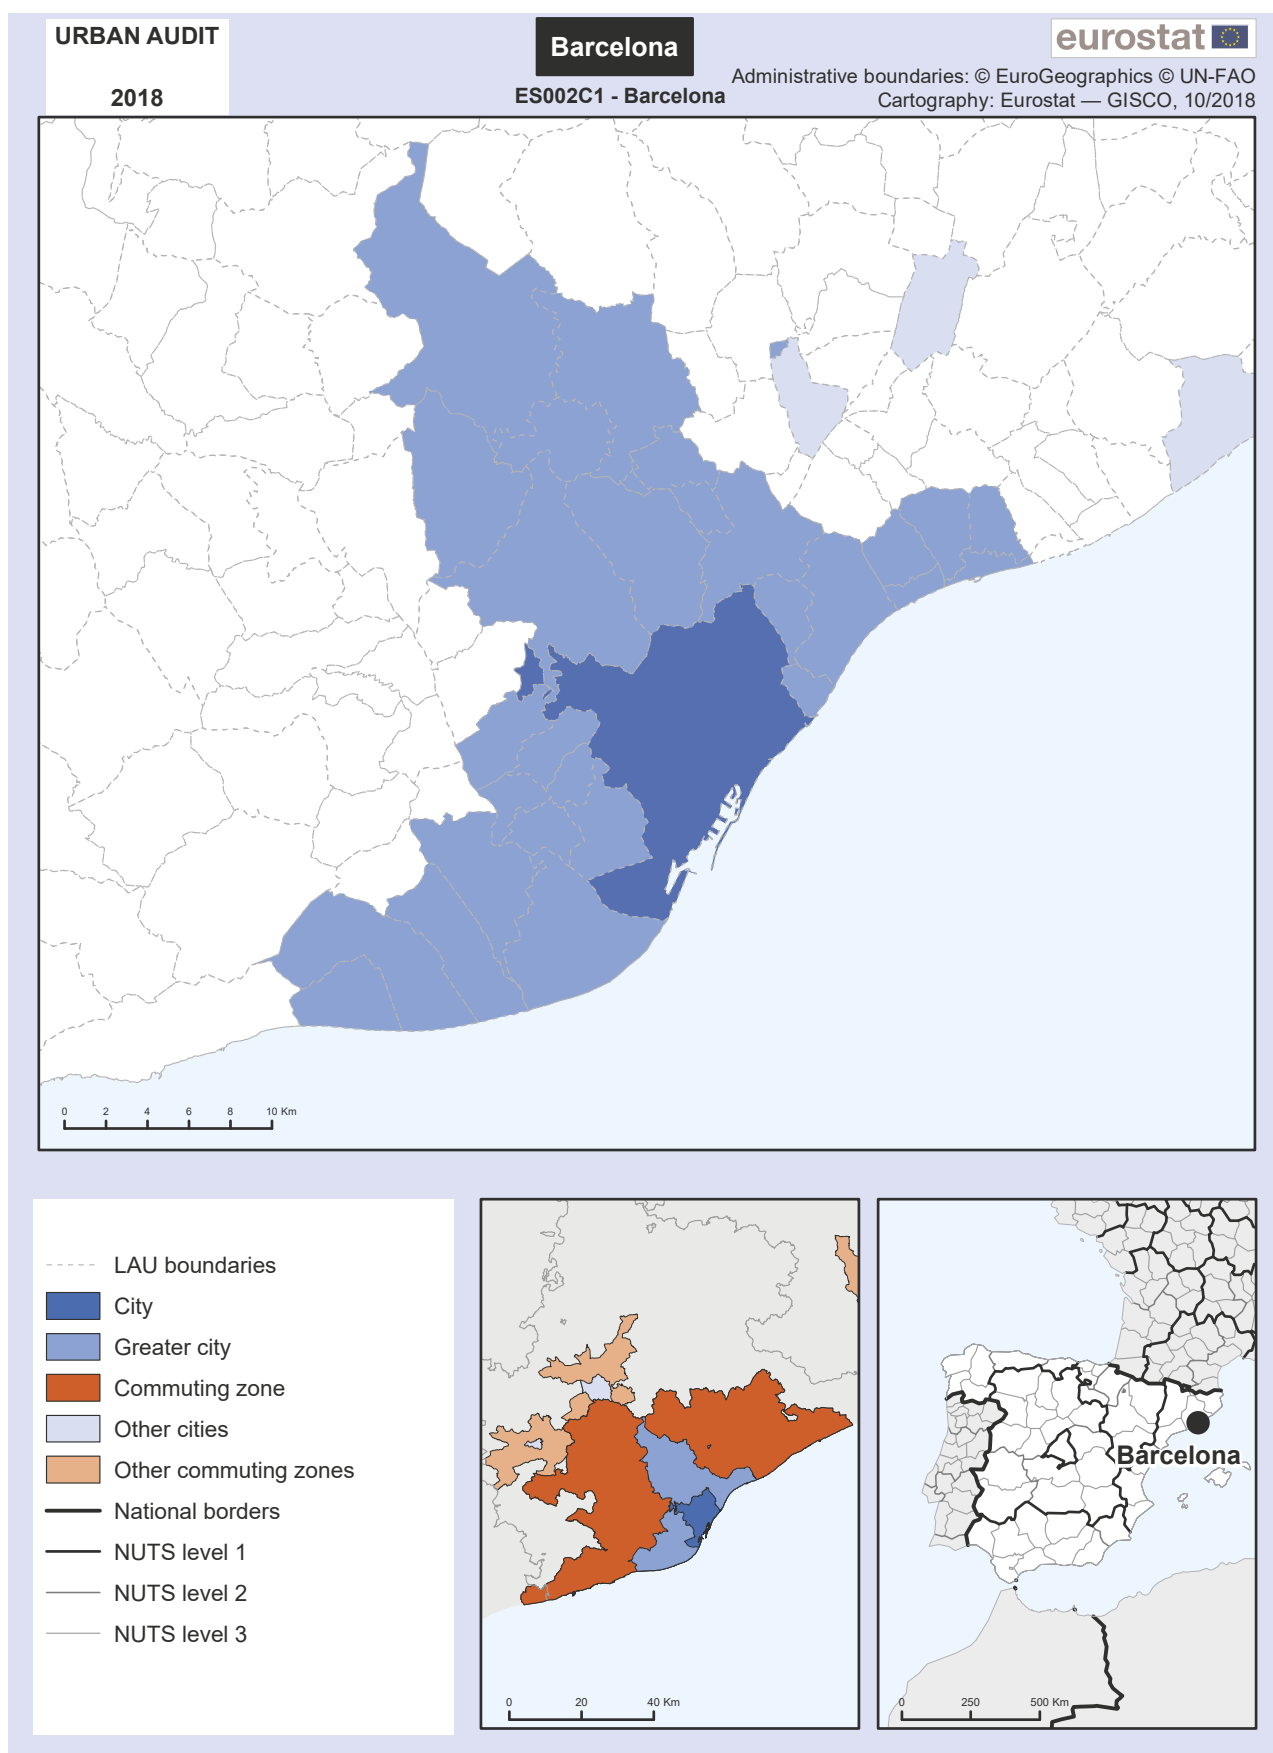 URBAN AUDIT
2018
Barcelona
ES002C1 - Barcelona
eurostat
Administrative boundaries: © EuroGeographics © UN-FAO
Cartography: Eurostat — GISCO, 10/2018
0 2 4 6 8 10 Km
LAU boundaries
City
Greater city
Commuting zone
Other cities
Other commuting zones
National borders
NUTS level 1
NUTS level 2
NUTS level 3
0 20 40 Km
Barcelona
0 250 500 Km